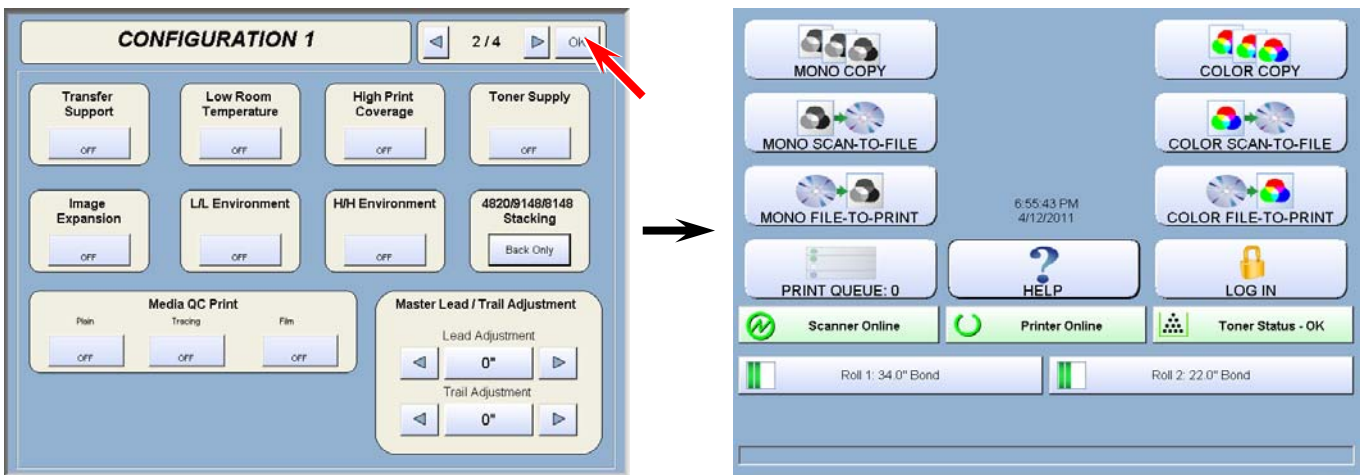 CONFIGURATION 1
2 / 4
OK
Transfer
Support
OFF
Low Room
Temperature
OFF
High Print
Coverage
OFF
Toner Supply
OFF
Image
Expansion
OFF
L/L Environment
OFF
H/H Environment
OFF
4820/9148/8148
Stacking
Back Only
Media QC Print
Plain
Tracing
Film
OFF
OFF
OFF
Master Lead / Trail Adjustment
Lead Adjustment
0"
Trail Adjustment
0"
MONO COPY
COLOR COPY
MONO SCAN-TO-FILE
COLOR SCAN-TO-FILE
MONO FILE-TO-PRINT
6:55:43 PM
4/12/2011
COLOR FILE-TO-PRINT
PRINT QUEUE: 0
HELP
LOG IN
Scanner Online
Printer Online
Toner Status - OK
Roll 1: 34.0" Bond
Roll 2: 22.0" Bond